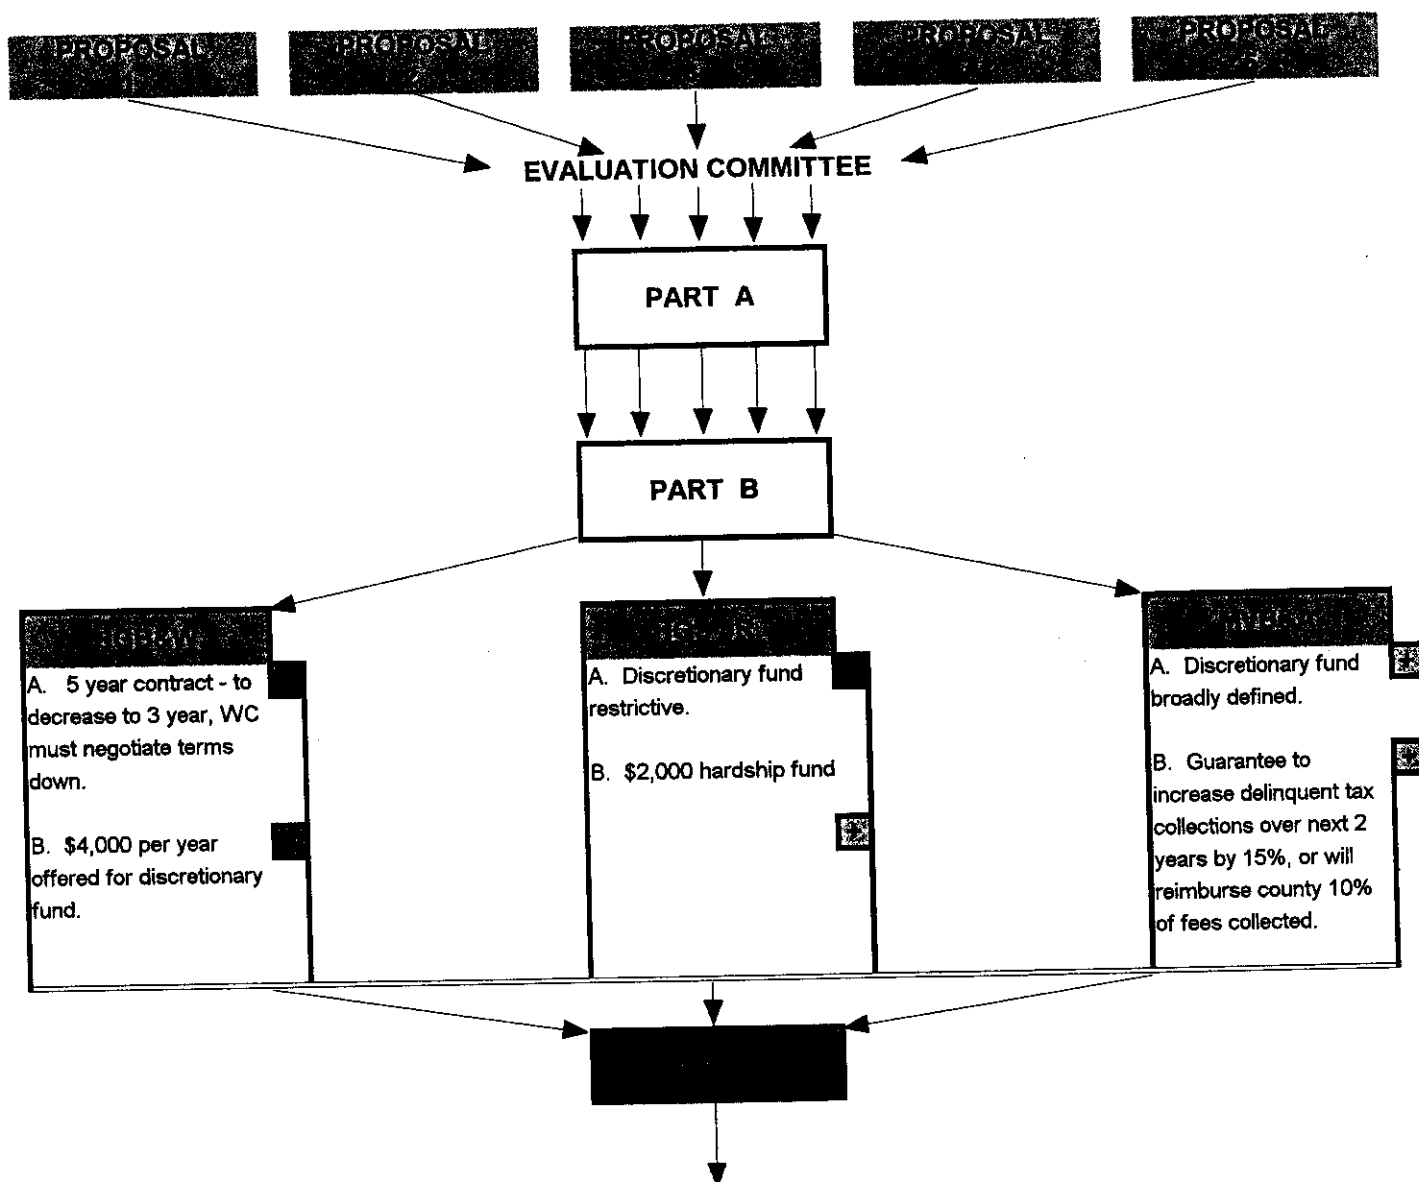 PROPOSAL PROPOSAL PROPOSAL PROPOSAL PROPOSAL
EVALUATION COMMITTEE
PART A
PART B
A. 5 year contract - to
decrease to 3 year, WC
must negotiate terms
down.
B. $4,000 per year
offered for discretionary
fund.
A. Discretionary fund
restrictive.
B. $2,000 hardship fund
+
A. Discretionary fund
broadly defined.
B. Guarantee to
increase delinquent tax
collections over next 2
years by 15%, or will
reimburse county 10%
of fees collected.
+
+